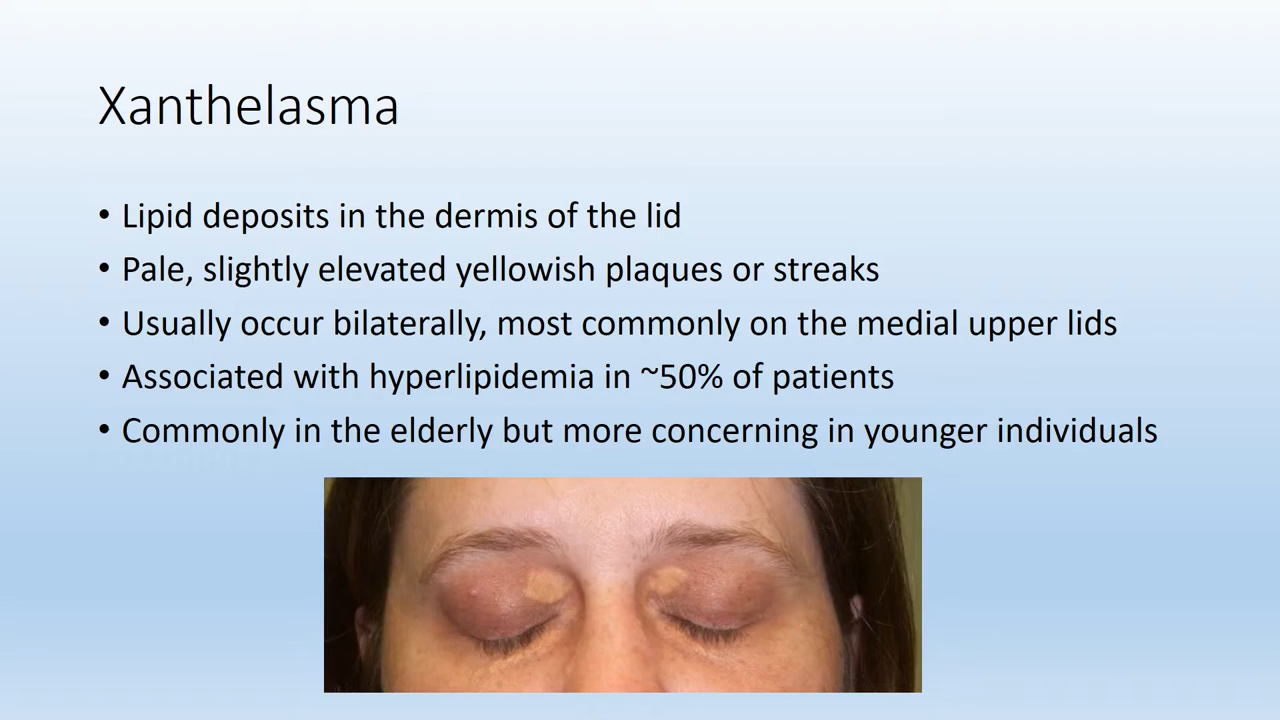 Xanthelasma
• Lipid deposits in the dermis of the lid
• Pale, slightly elevated yellowish plaques or streaks
• Usually occur bilaterally, most commonly on the medial upper lids
• Associated with hyperlipidemia in ~50% of patients
• Commonly in the elderly but more concerning in younger individuals